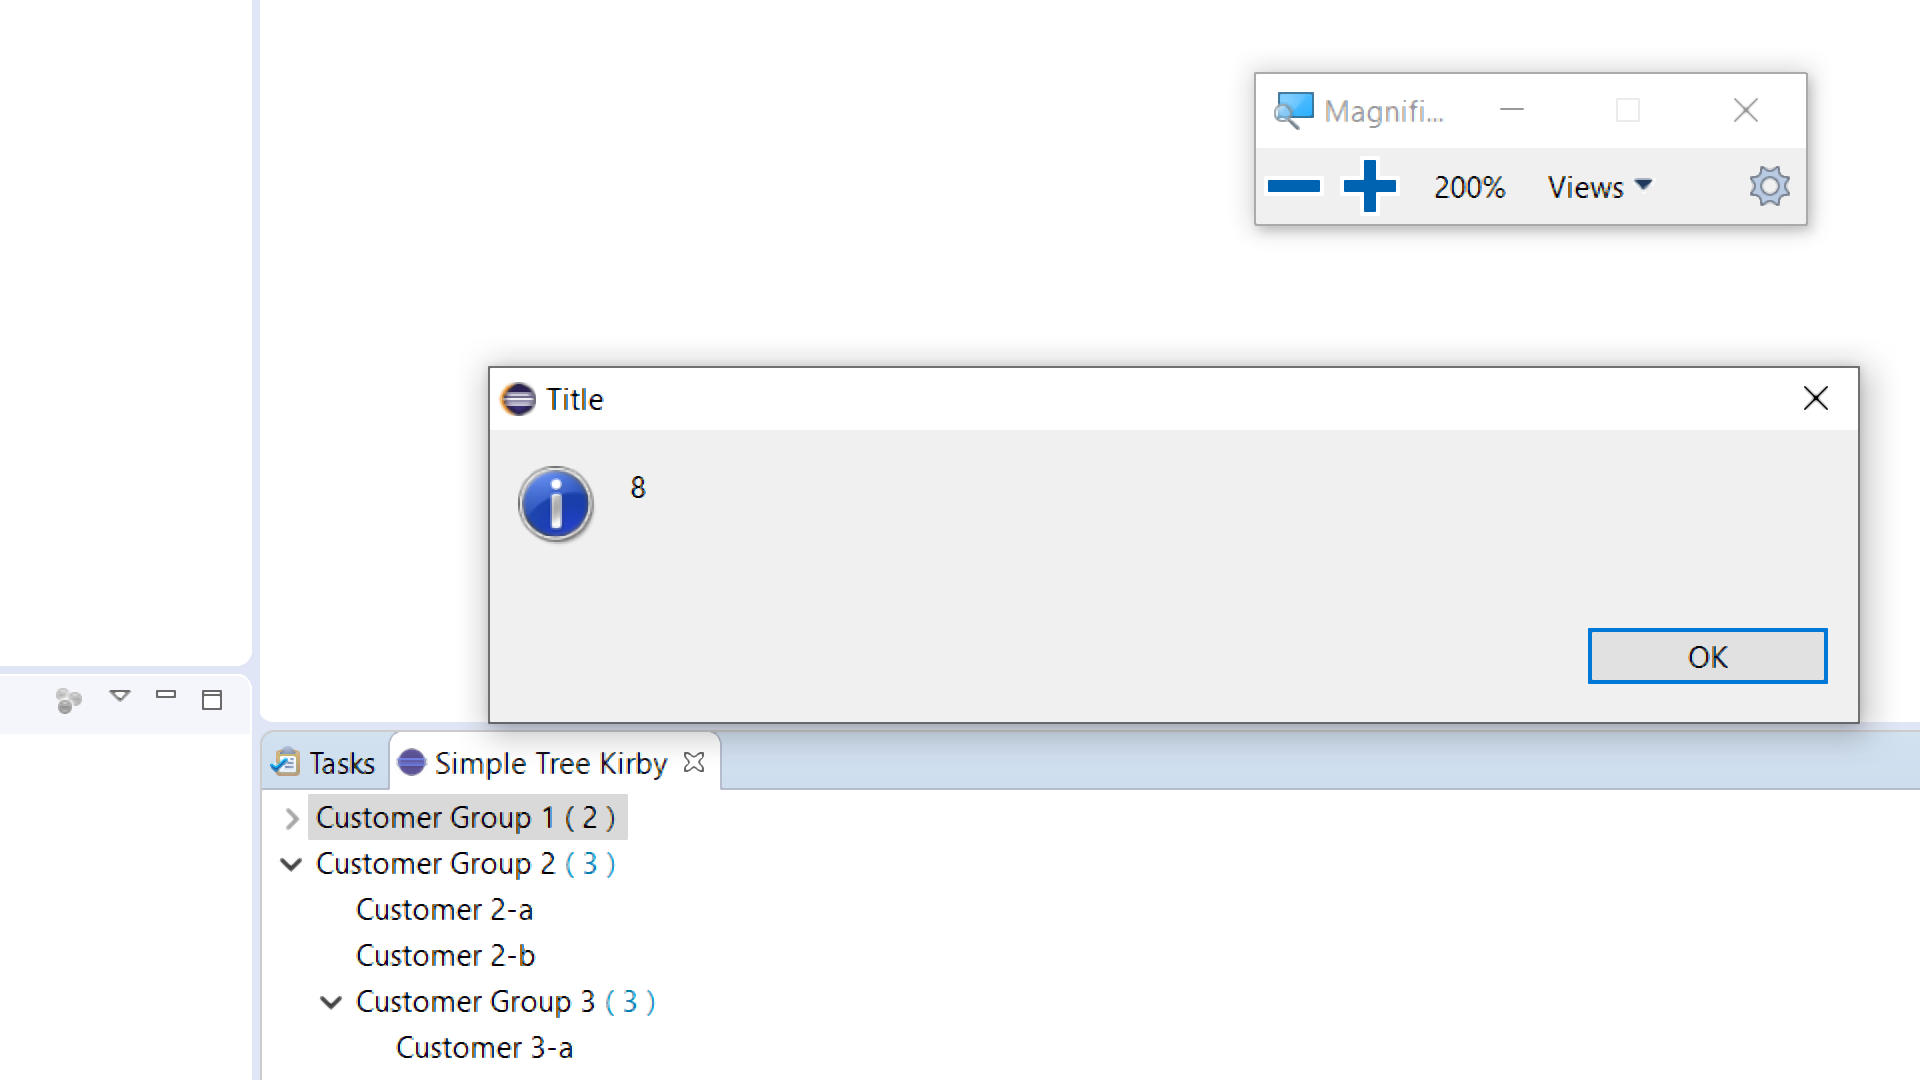 Magnifi...
200% Views
Title
8
OK
Tasks Simple Tree Kirby
Customer Group 1 ( 2 )
Customer Group 2 ( 3 )
Customer 2-a
Customer 2-b
Customer Group 3 ( 3 )
Customer 3-a